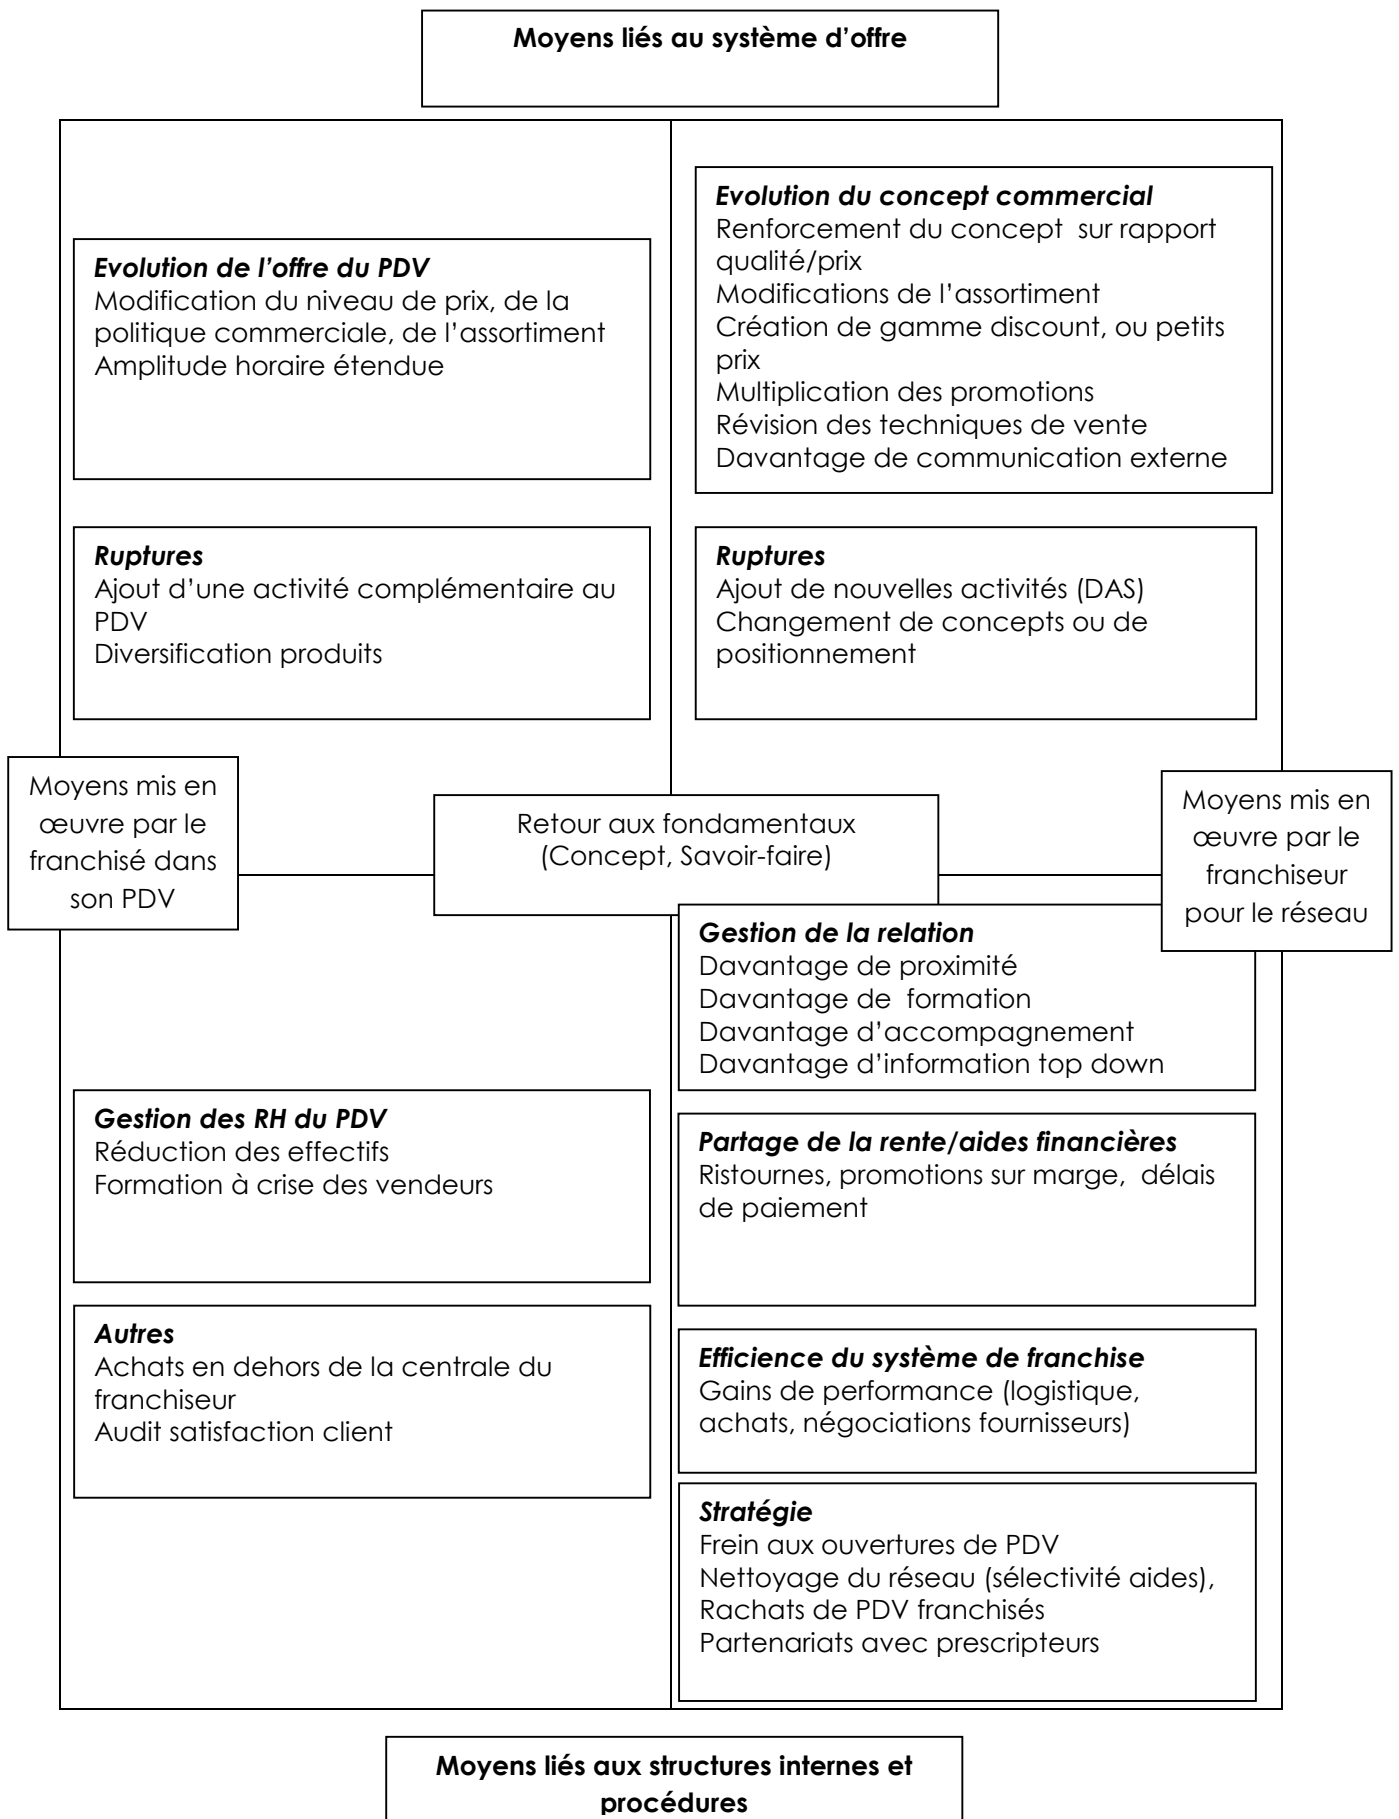 Moyens liés au système d’offre
Evolution de l’offre du PDV
Modification du niveau de prix, de la
politique commerciale, de l’assortiment
Amplitude horaire étendue
Evolution du concept commercial
Renforcement du concept sur rapport
qualité/prix
Modifications de l’assortiment
Création de gamme discount, ou petits
prix
Multiplication des promotions
Révision des techniques de vente
Davantage de communication externe
Ruptures
Ajout d’une activité complémentaire au
PDV
Diversification produits
Ruptures
Ajout de nouvelles activités (DAS)
Changement de concepts ou de
positionnement
Moyens mis en
œuvre par le
franchisé dans
son PDV
Retour aux fondamentaux
(Concept, Savoir-faire)
Moyens mis en
œuvre par le
franchiseur
pour le réseau
Gestion de la relation
Davantage de proximité
Davantage de formation
Davantage d’accompagnement
Davantage d’information top down
Gestion des RH du PDV
Réduction des effectifs
Formation à crise des vendeurs
Partage de la rente/aides financières
Ristournes, promotions sur marge, délais
de paiement
Autres
Achats en dehors de la centrale du
franchiseur
Audit satisfaction client
Efficience du système de franchise
Gains de performance (logistique,
achats, négociations fournisseurs)
Stratégie
Frein aux ouvertures de PDV
Nettoyage du réseau (sélectivité aides),
Rachats de PDV franchisés
Partenariats avec prescripteurs
Moyens liés aux structures internes et
procédures